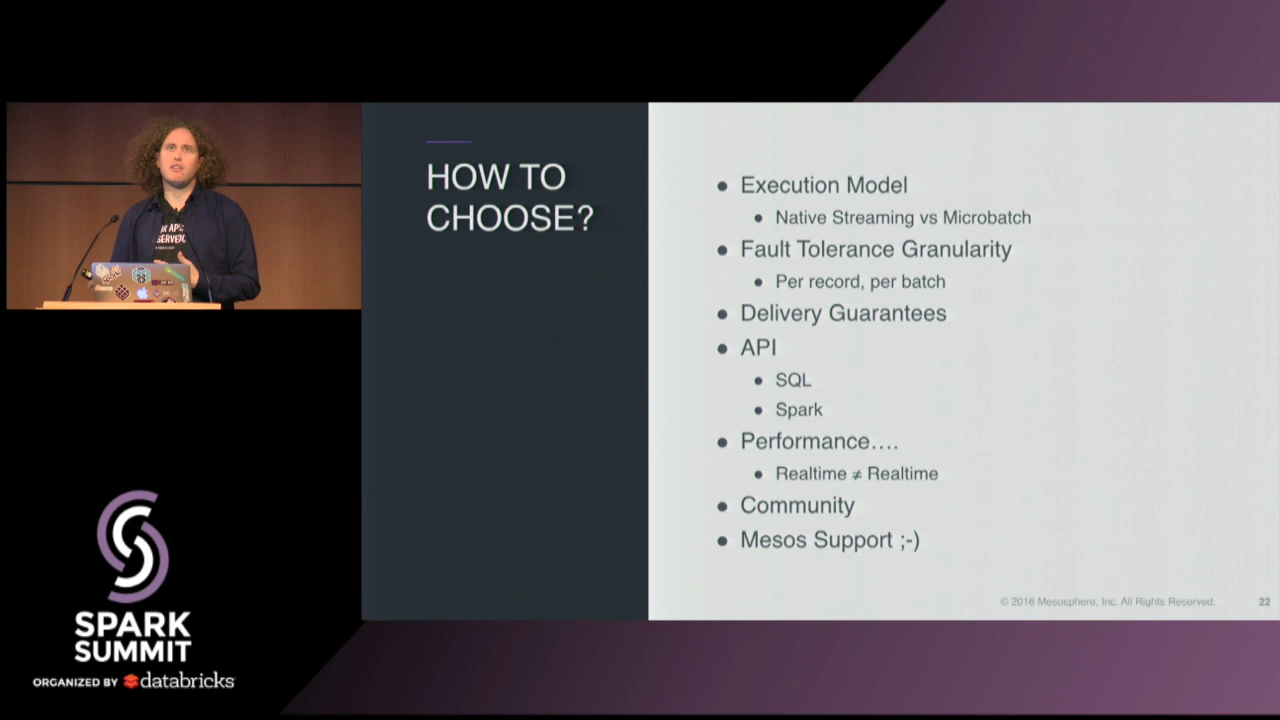 HOW TO
CHOOSE?
• Execution Model
• Native Streaming vs Microbatch
• Fault Tolerance Granularity
• Per record, per batch
• Delivery Guarantees
• API
• SQL
• Spark
• Performance....
• Realtime ≠ Realtime
• Community
• Mesos Support ;-)
© 2016 Mesosphere, Inc. All Rights Reserved.
22
SPARK
SUMMIT
ORGANIZED BY databricks